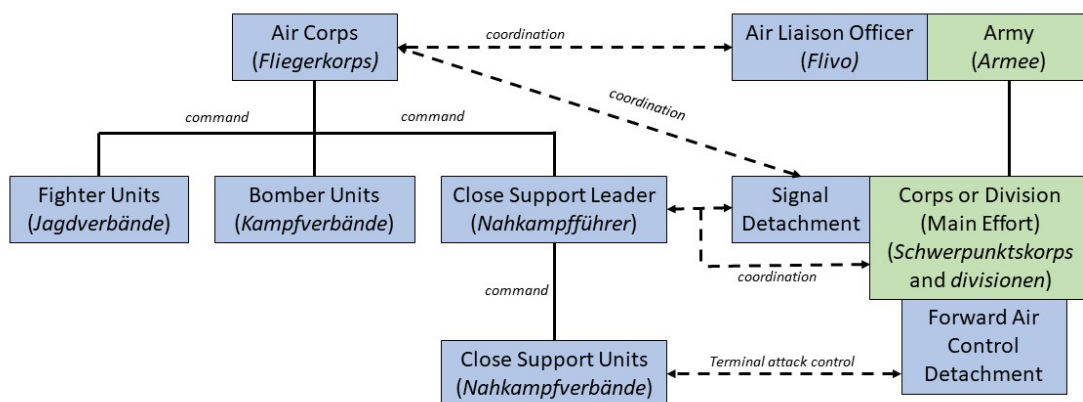 Air Corps
(Fliegerkorps)
coordination
Air Liaison Officer
(Flivo)
Army
(Armee)
coordination
command
command
Fighter Units
(Jagdverbände)
Bomber Units
(Kampfverbände)
Close Support Leader
(Nahkampfführer)
Signal
Detachment
Corps or Division
(Main Effort)
(Schwerpunktskorps
and divisionen)
coordination
command
Forward Air
Control
Detachment
Close Support Units
(Nahkampfverbände)
Terminal attack control